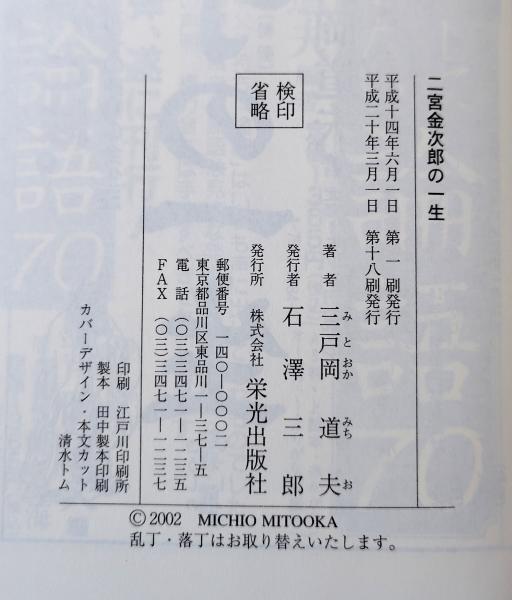 二宮金次郎の一生
平成十四年六月一日 第一刷発行
平成二十年三月一日 第十八刷発行
検印
省略
著者 三戸岡道夫
みとおかみちお
発行者 石澤三郎
発行所 株式会社 栄光出版社
郵便番号 一四〇―〇〇〇二
東京都品川区東品川一―三七―五
電話 (〇三)三四七一―一二三五
FAX (〇三)三四七一―一二三七
印刷 江戸川印刷所
製本 田中製本印刷
カバーデザイン・本文カット
清水トム
©2002 MICHIO MITOOKA
乱丁・落丁はお取り替えいたします。